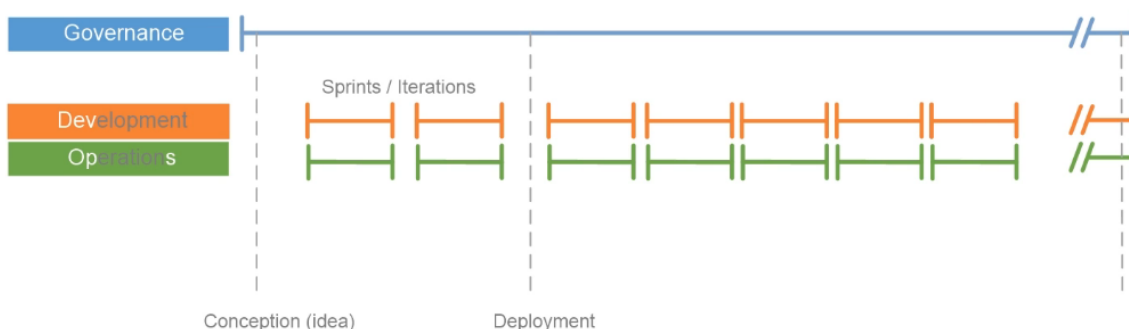 Governance
Sprints / Iterations
Development
Operations
Conception (idea)
Deployment